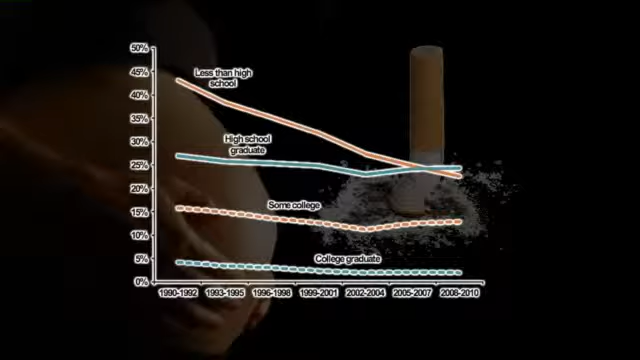 50%
45%
Less than high
school
40%
35%
High school
graduate
30%
25%
20%
Some college
15%
10%
College graduate
5%
0%
1990-1992 1993-1995 1996-1998 1999-2001 2002-2004 2005-2007 2008-2010